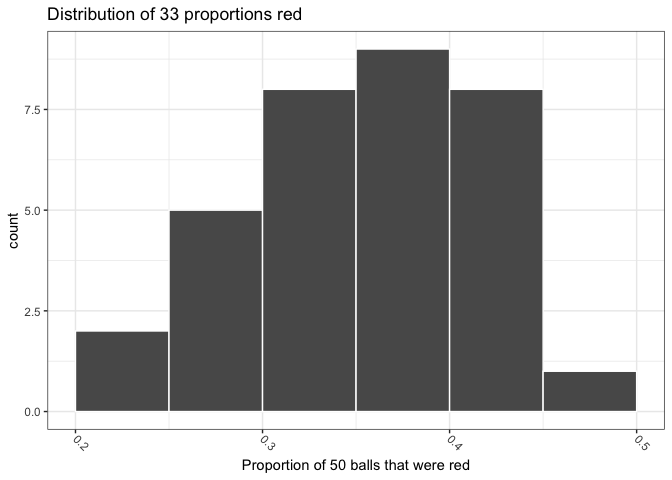 Distribution of 33 proportions red
count
7.5
5.0
2.5
0.0
0.2
0.3
0.4
0.5
Proportion of 50 balls that were red